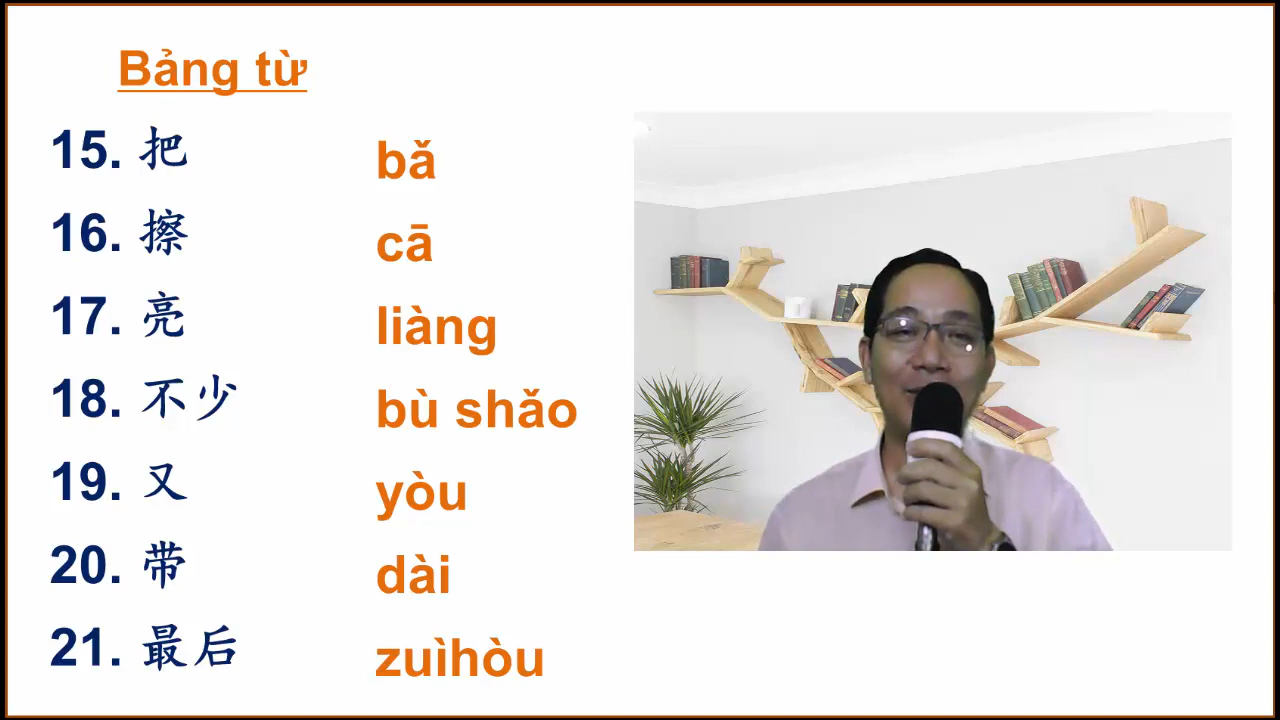 Bảng từ
15. 把 bǎ
16. 擦 cā
17. 亮 liàng
18. 不少 bù shǎo
19. 又 yòu
20. 带 dài
21. 最后 zuìhòu